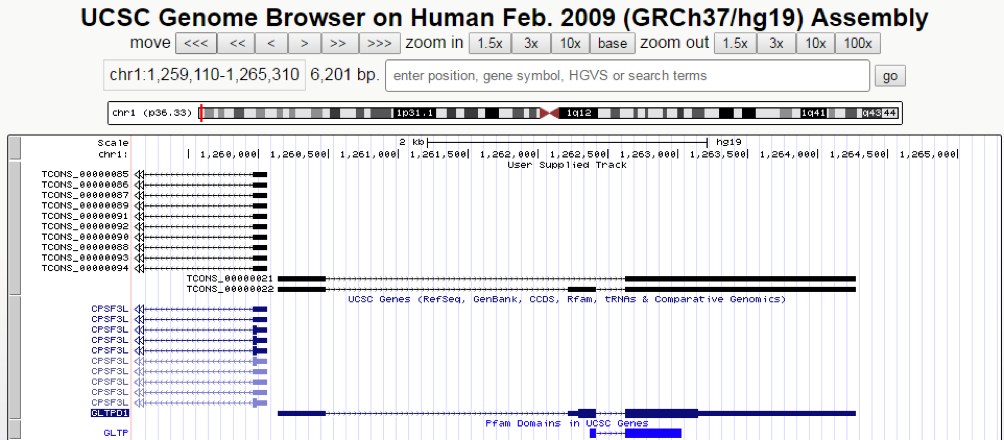 UCSC Genome Browser on Human Feb. 2009 (GRCh37/hg19) Assembly
move <<< << < > >> >>> zoom in 1.5x 3x 10x base zoom out 1.5x 3x 10x 100x
chr1:1,259,110-1,265,310 6,201 bp. enter position, gene symbol, HGVS or search terms go
chr1 (p36.33) 1p31.1 1q12 1q41 q43 44
Scale 2 kb hg19
chr1: 1,260,000 1,260,500 1,261,000 1,261,500 1,262,000 1,262,500 1,263,000 1,263,500 1,264,000 1,264,500 1,265,000
User Supplied Track
TCONS_00000085
TCONS_00000086
TCONS_00000087
TCONS_00000089
TCONS_00000091
TCONS_00000092
TCONS_00000090
TCONS_00000088
TCONS_00000093
TCONS_00000094
TCONS_00000021
TCONS_00000022
UCSC Genes (RefSeq, GenBank, CCDS, Rfam, tRNAs & Comparative Genomics)
CPSF3L
CPSF3L
CPSF3L
CPSF3L
CPSF3L
CPSF3L
CPSF3L
CPSF3L
CPSF3L
CPSF3L
GLTPD1
Pfam Domains in UCSC Genes
GLTP